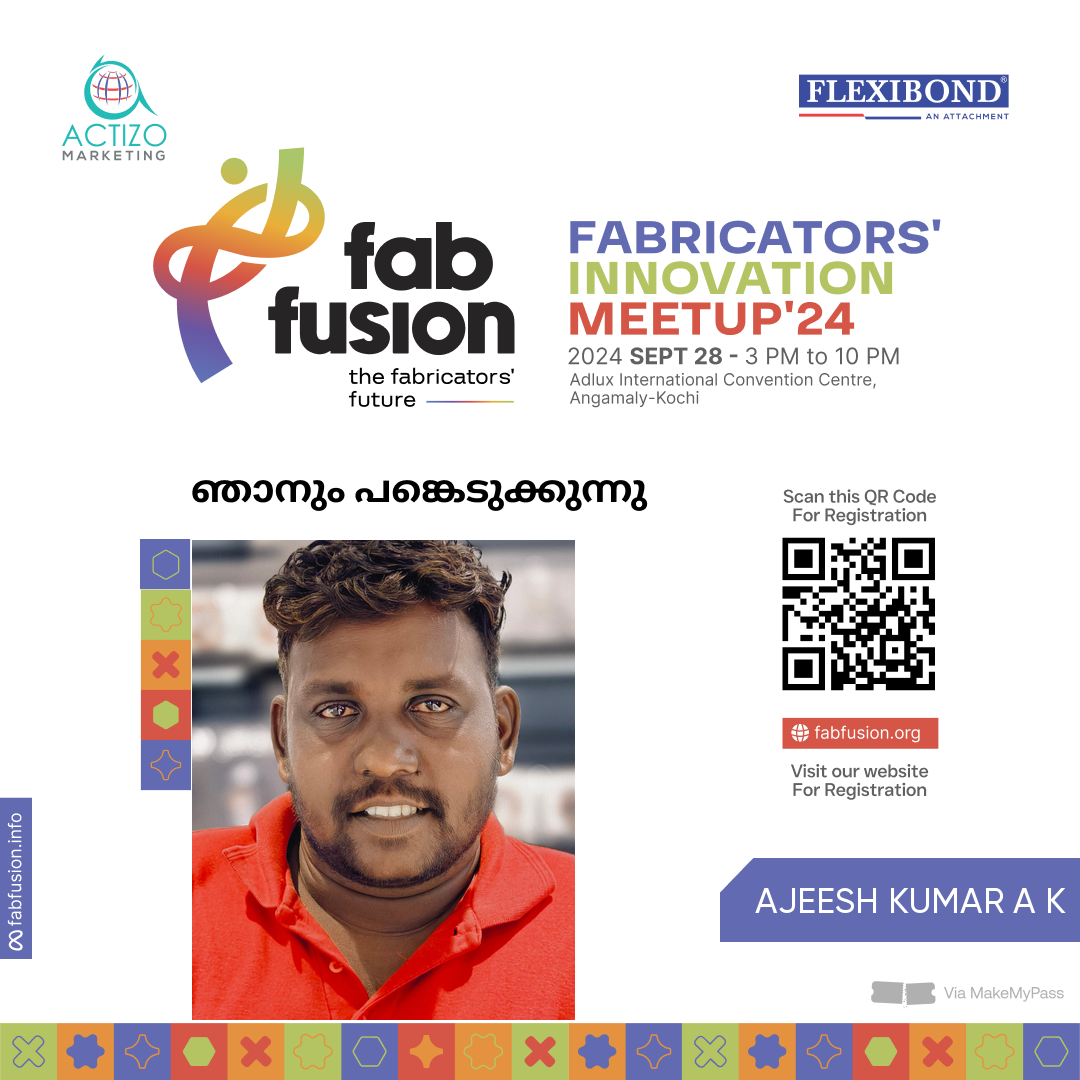 ACTIZO
MARKETING
FLEXIBOND®
AN ATTACHMENT
fab
fusion
the fabricators'
future
FABRICATORS'
INNOVATION
MEETUP'24
2024 SEPT 28 - 3 PM to 10 PM
Adlux International Convention Centre,
Angamaly-Kochi
ഞാനും പങ്കെടുക്കുന്നു
Scan this QR Code
For Registration
fabfusion.org
Visit our website
For Registration
fabfusion.info
AJEESH KUMAR A K
Via MakeMyPass